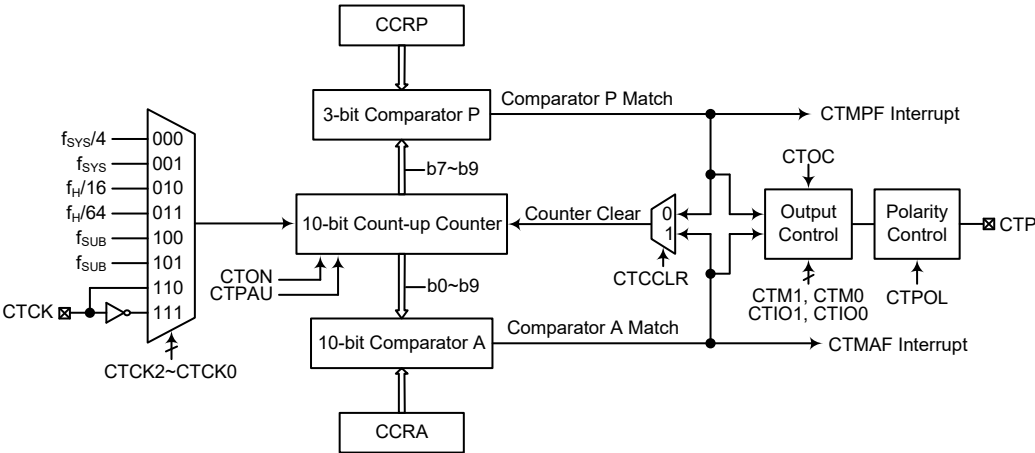 CCRP
3-bit Comparator P
Comparator P Match
CTMPF Interrupt
b7~b9
fSYS/4
000
fSYS
001
fH/16
010
fH/64
011
fSUB
100
fSUB
101
110
111
CTCK
CTCK2~CTCK0
10-bit Count-up Counter
CTON
CTPAU
Counter Clear
0
1
CTCCLR
CTOC
Output
Control
CTM1, CTM0
CTIO1, CTIO0
Polarity
Control
CTPOL
CTP
b0~b9
10-bit Comparator A
Comparator A Match
CTMAF Interrupt
CCRA